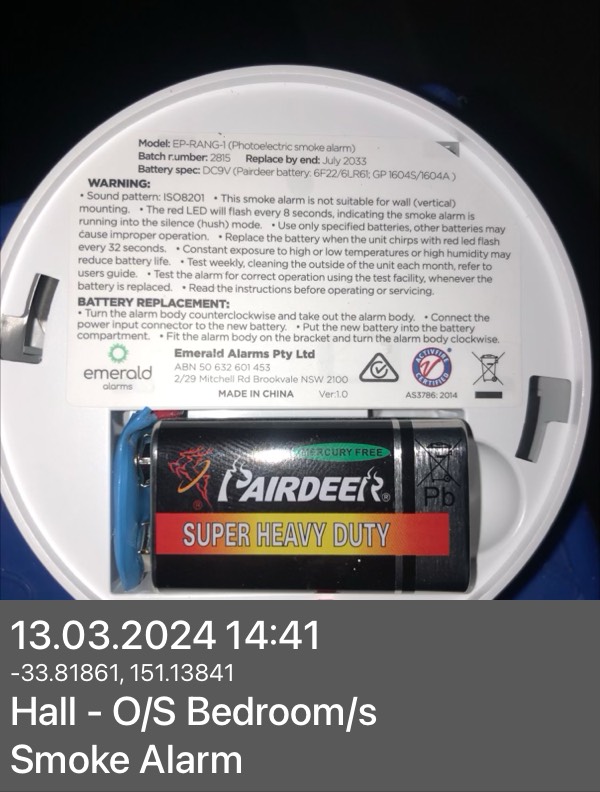 Model: EP-RANG-1 (Photoelectric smoke alarm)
Batch number: 2815 Replace by end: July 2033
Battery spec: DC9V (Pairdeer battery: 6F22/6LR61; GP 1604S/1604A )
WARNING:
• Sound pattern: ISO8201 • This smoke alarm is not suitable for wall (vertical)
mounting. • The red LED will flash every 8 seconds, indicating the smoke alarm is
running into the silence (hush) mode. • Use only specified batteries, other batteries may
cause improper operation. • Replace the battery when the unit chirps with red led flash
every 32 seconds. • Constant exposure to high or low temperatures or high humidity may
reduce battery life. • Test weekly, cleaning the outside of the unit each month, refer to
users guide. • Test the alarm for correct operation using the test facility, whenever the
battery is replaced. • Read the instructions before operating or servicing.
BATTERY REPLACEMENT:
• Turn the alarm body counterclockwise and take out the alarm body. • Connect the
power input connector to the new battery. • Put the new battery into the battery
compartment. • Fit the alarm body on the bracket and turn the alarm body clockwise.
emerald
alarms
Emerald Alarms Pty Ltd
ABN 50 632 601 453
2/29 Mitchell Rd Brookvale NSW 2100
MADE IN CHINA Ver:1.0
ACTIVFIRE
CERTIFIED
AS3786: 2014
MERCURY FREE
PAIRDEER®
SUPER HEAVY DUTY
Pb
13.03.2024 14:41
-33.81861, 151.13841
Hall - O/S Bedroom/s
Smoke Alarm